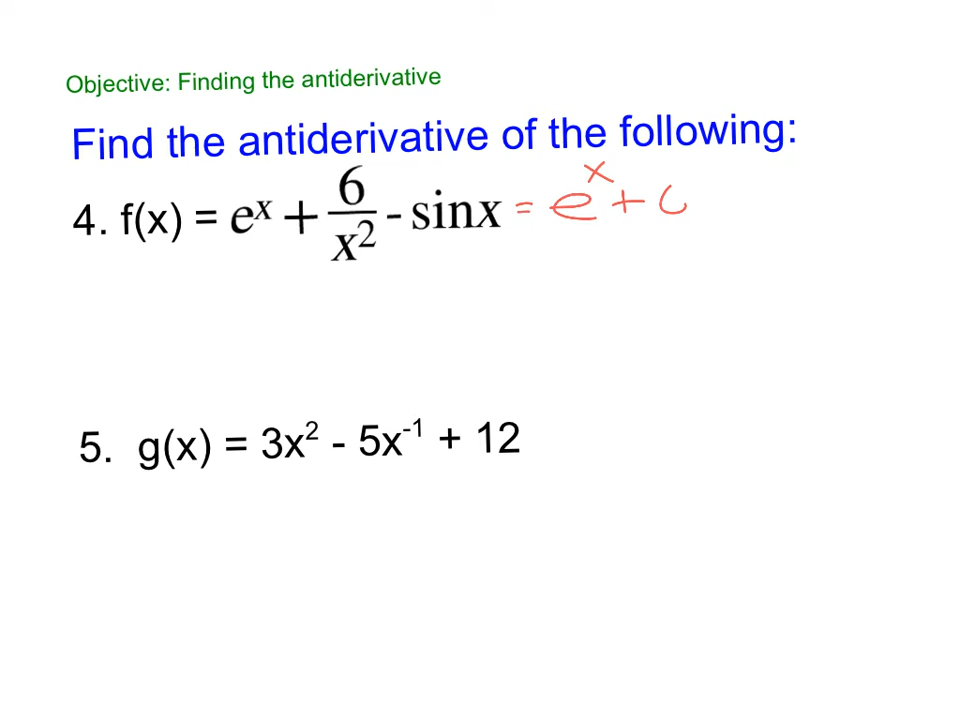 Objective: Finding the antiderivative
Find the antiderivative of the following:
4. f(x) = eˣ + 6/x² - sinx = eˣ +
5. g(x) = 3x² - 5x⁻¹ + 12